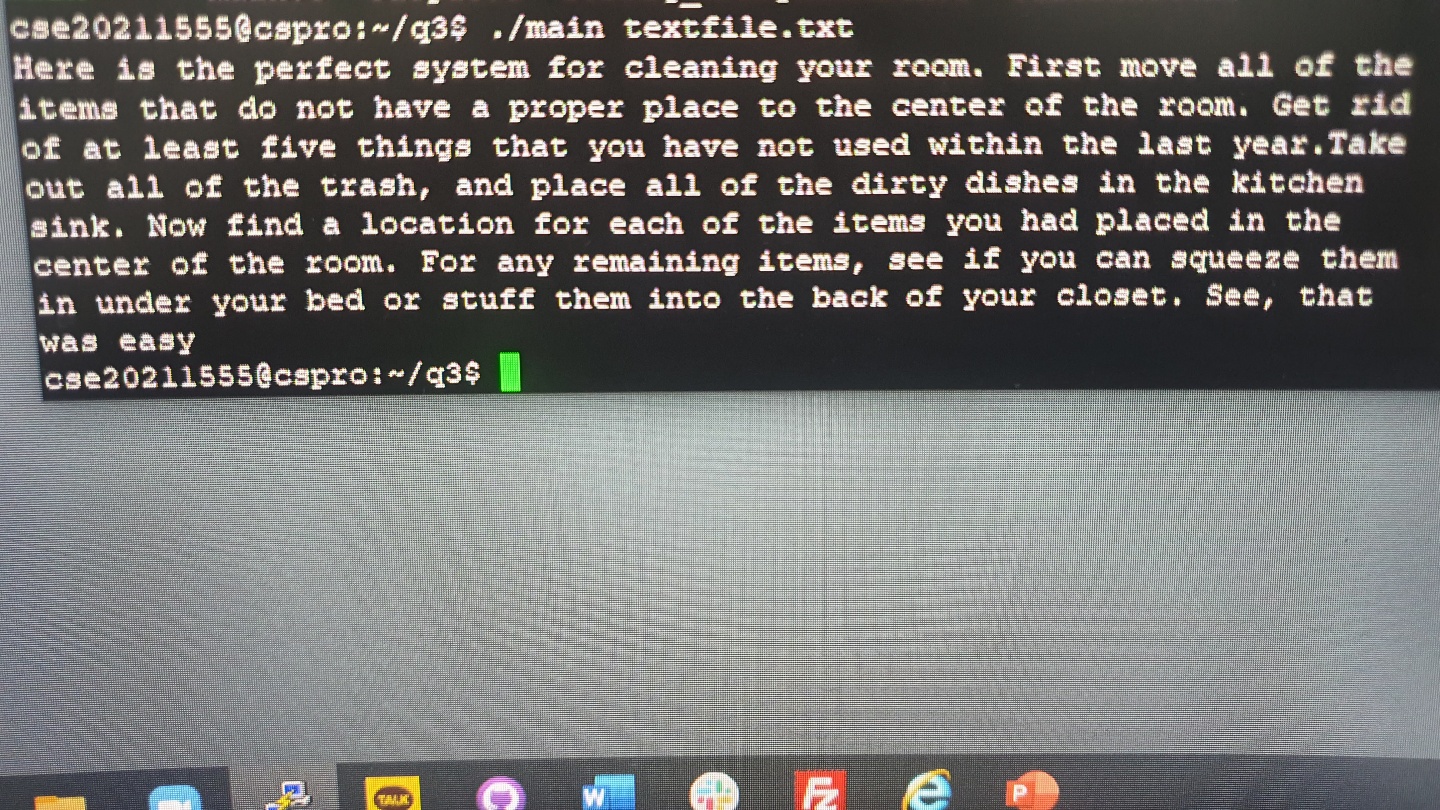 cse20211555@cspro:~/q3$ ./main textfile.txt
Here is the perfect system for cleaning your room. First move all of the
items that do not have a proper place to the center of the room. Get rid
of at least five things that you have not used within the last year.Take
out all of the trash, and place all of the dirty dishes in the kitchen
sink. Now find a location for each of the items you had placed in the
center of the room. For any remaining items, see if you can squeeze them
in under your bed or stuff them into the back of your closet. See, that
was easy
cse20211555@cspro:~/q3$
TALK
W
FZ
P